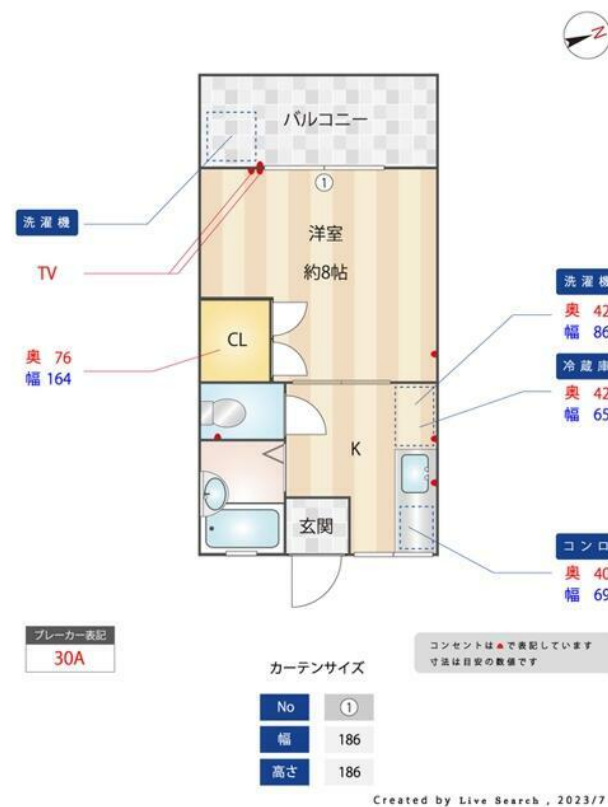 N
バルコニー
①
洗濯機
TV
洋室
約8帖
CL
奥 76
幅 164
洗濯機
奥 42
幅 86
冷蔵庫
奥 42
幅 65
K
玄関
コンロ
奥 40
幅 69
ブレーカー表記
30A
コンセントは で表記しています
寸法は目安の数値です
カーテンサイズ
No ①
幅 186
高さ 186
Created by Live Search , 2023/7